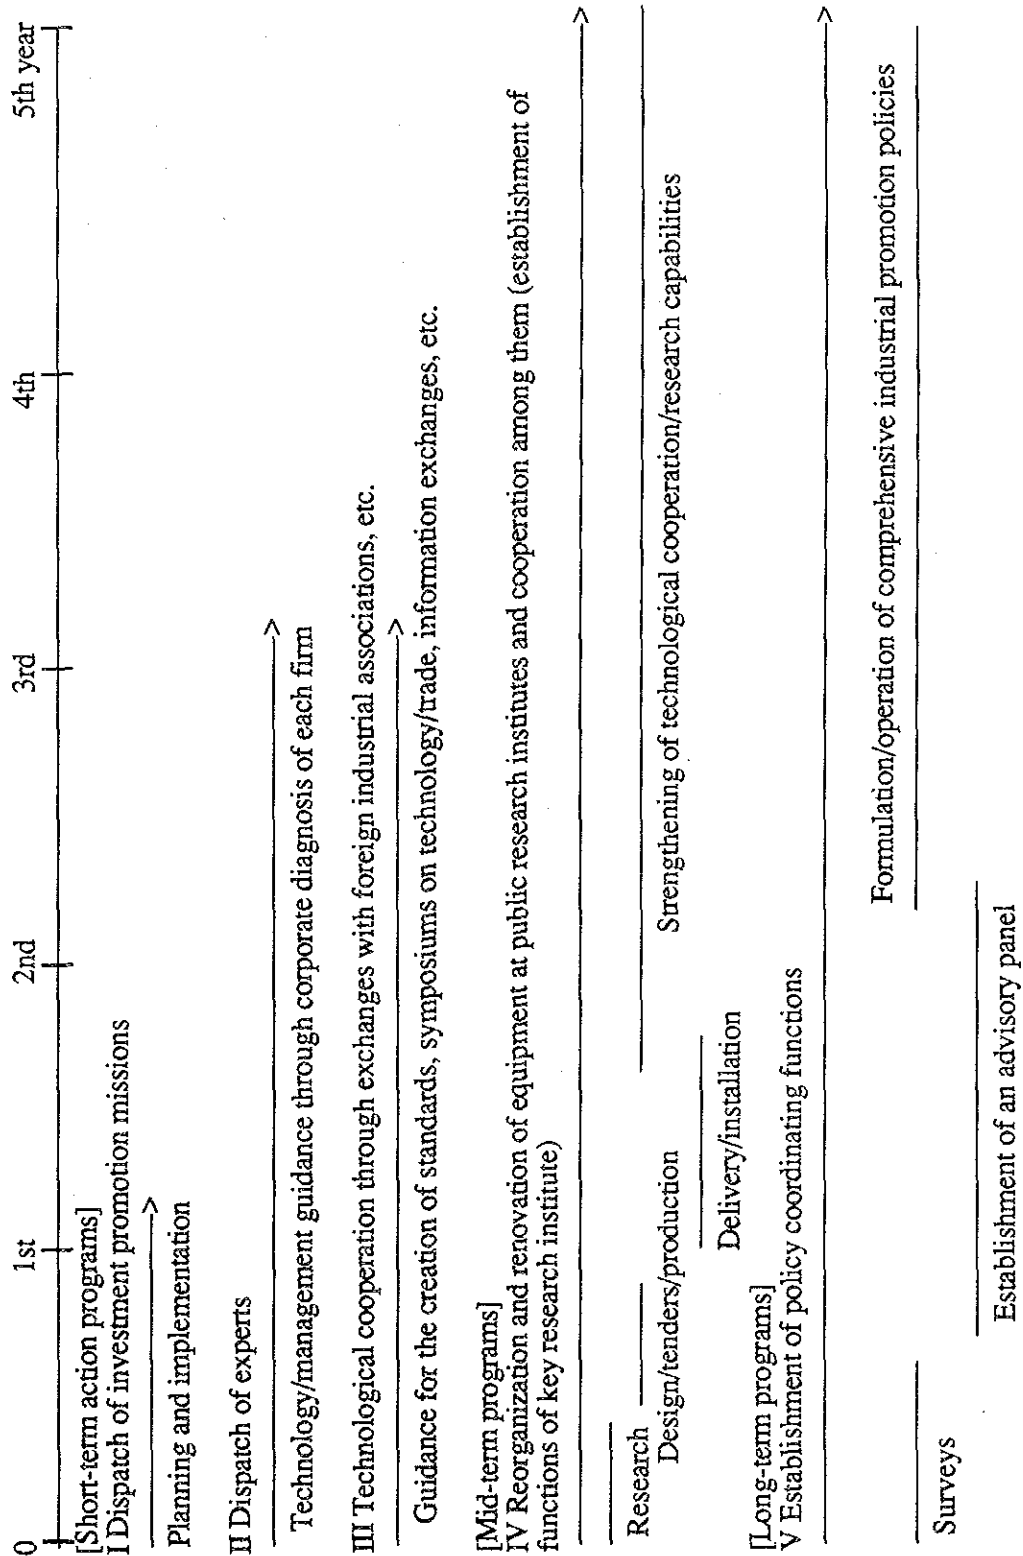 0 1st 2nd 3rd 4th 5th year
[Short-term action programs]
I Dispatch of investment promotion missions
Planning and implementation
II Dispatch of experts
Technology/management guidance through corporate diagnosis of each firm
III Technological cooperation through exchanges with foreign industrial associations, etc.
Guidance for the creation of standards, symposiums on technology/trade, information exchanges, etc.
[Mid-term programs]
IV Reorganization and renovation of equipment at public research institutes and cooperation among them (establishment of
functions of key research institute)
Research
Design/tenders/production
Strengthening of technological cooperation/research capabilities
Delivery/installation
[Long-term programs]
V Establishment of policy coordinating functions
Formulation/operation of comprehensive industrial promotion policies
Surveys
Establishment of an advisory panel